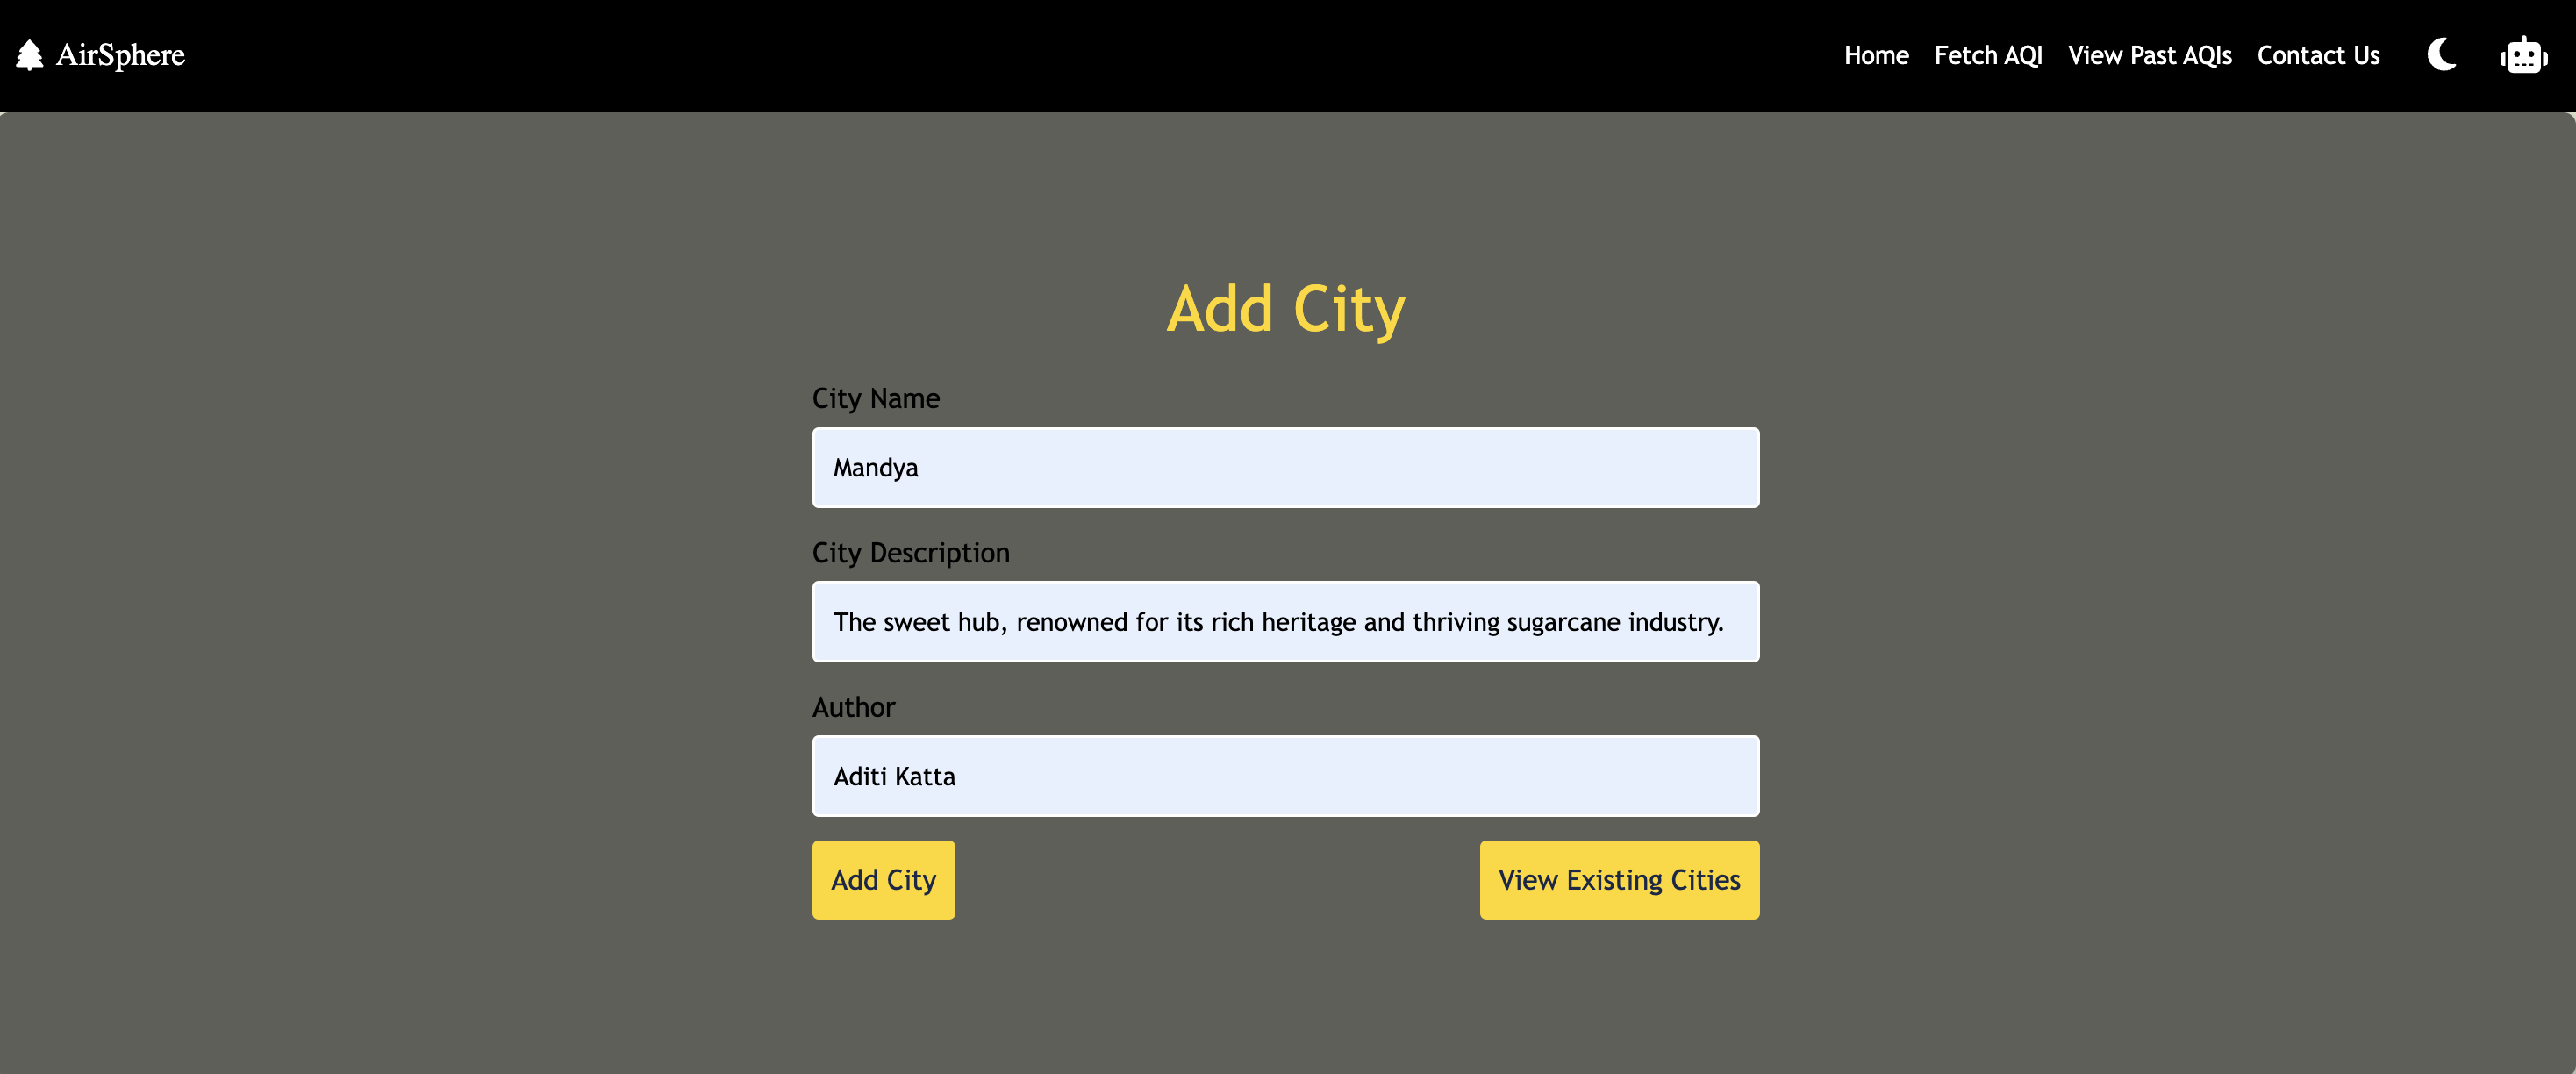 AirSphere
Home Fetch AQI View Past AQIs Contact Us
Add City
City Name
Mandya
City Description
The sweet hub, renowned for its rich heritage and thriving sugarcane industry.
Author
Aditi Katta
Add City
View Existing Cities